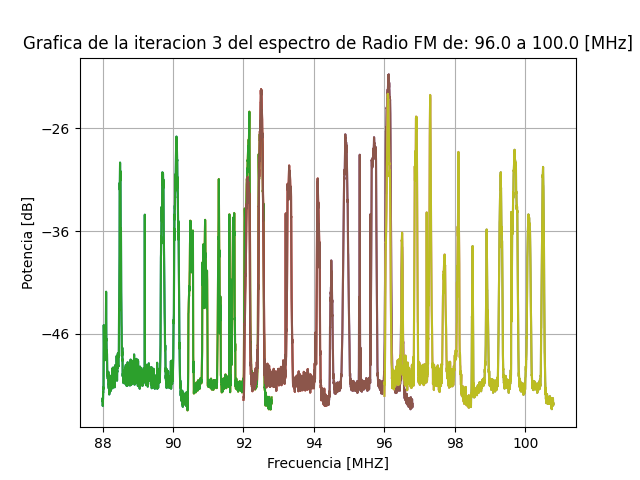 Grafica de la iteracion 3 del espectro de Radio FM de: 96.0 a 100.0 [MHz]
Potencia [dB]
−26
−36
−46
88 90 92 94 96 98 100
Frecuencia [MHZ]